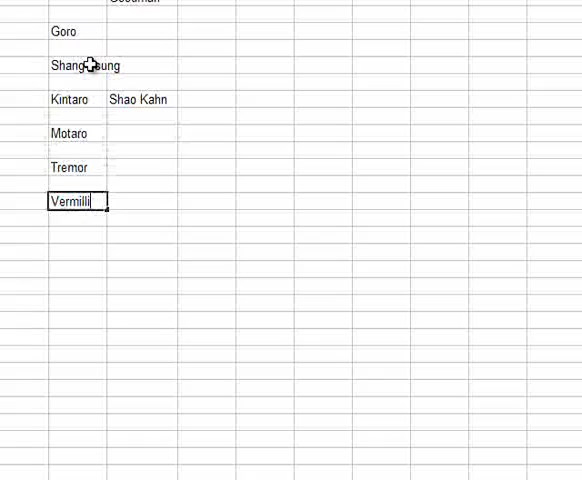 Goro
Shang
Kintaro Shao Kahn
Motaro
Tremor
Vermilli